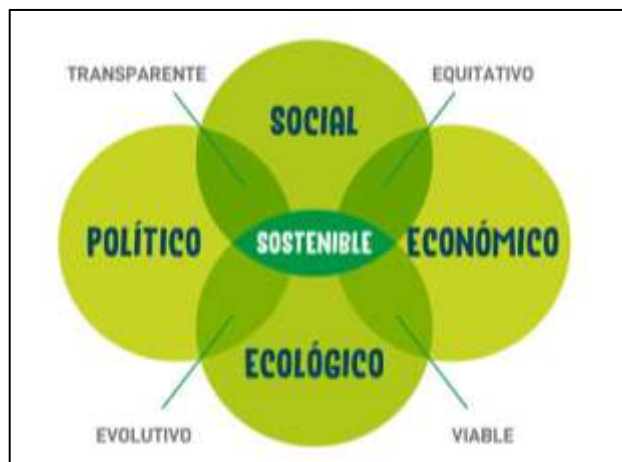 TRANSPARENTE
EQUITATIVO
SOCIAL
POLÍTICO
SOSTENIBLE
ECONÓMICO
ECOLÓGICO
EVOLUTIVO
VIABLE